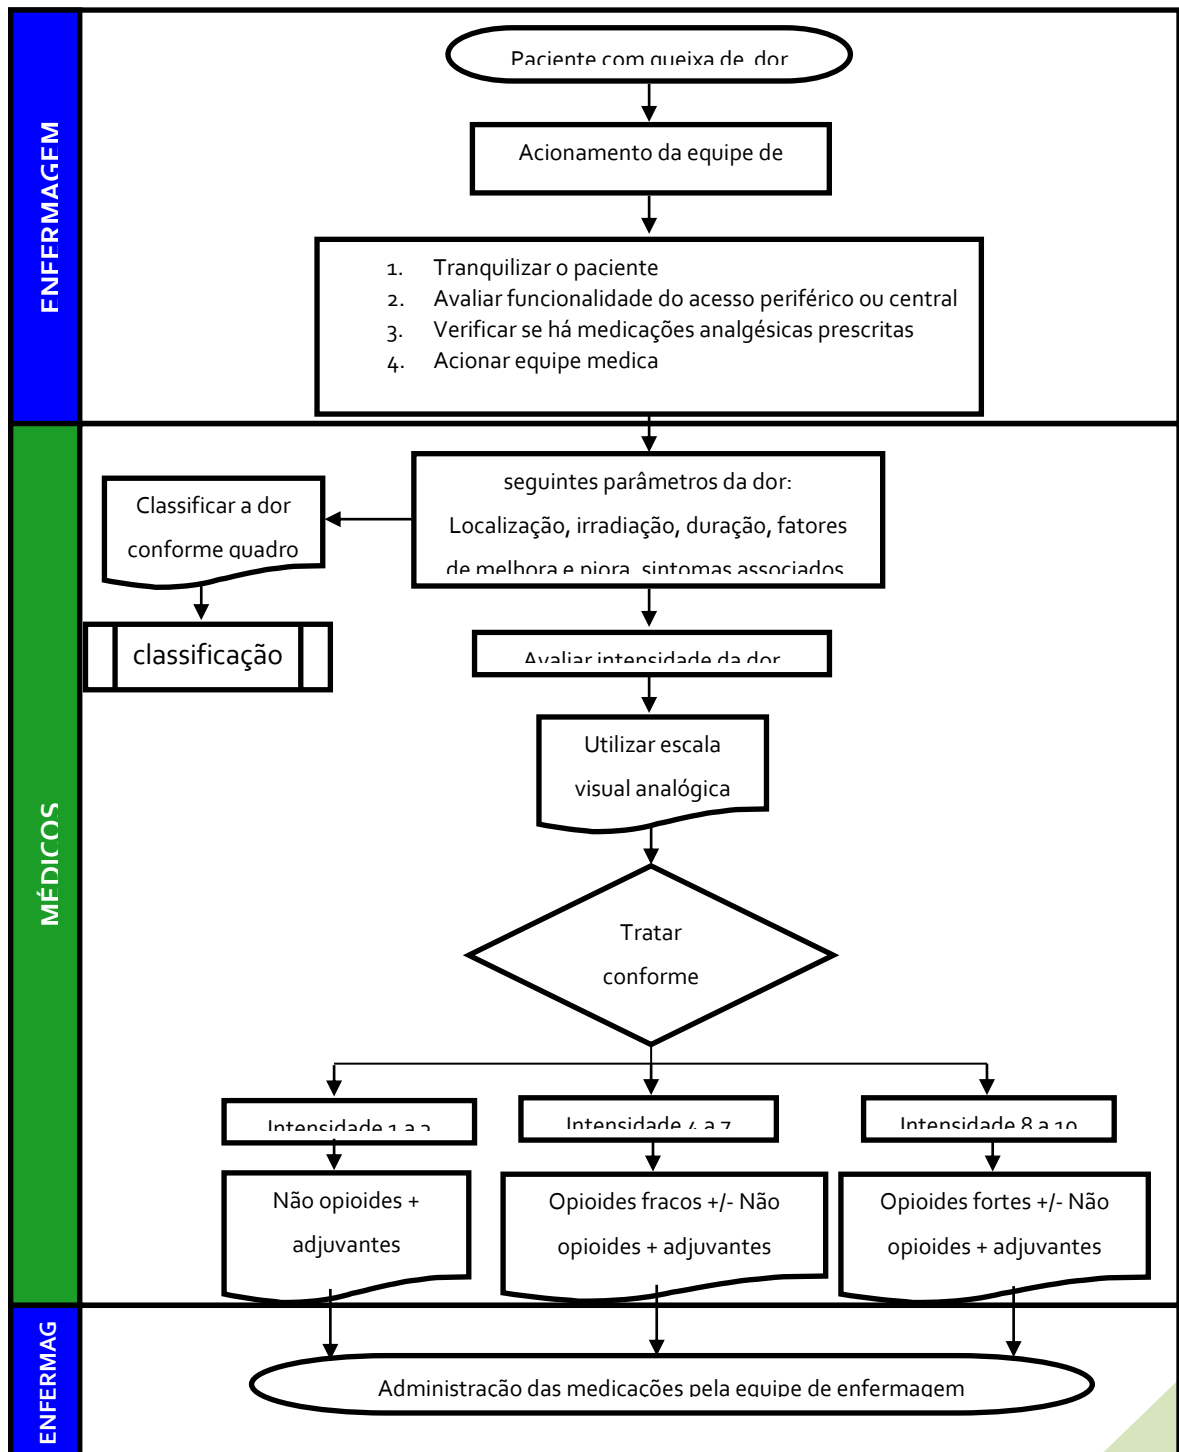 ENFERMAGEM
Paciente com queixa de dor
Acionamento da equipe de
1. Tranquilizar o paciente
2. Avaliar funcionalidade do acesso periférico ou central
3. Verificar se há medicações analgésicas prescritas
4. Acionar equipe medica
MÉDICOS
seguintes parâmetros da dor:
Localização, irradiação, duração, fatores
de melhora e piora, sintomas associados
Classificar a dor
conforme quadro
classificação
Avaliar intensidade da dor
Utilizar escala
visual analógica
Tratar
conforme
Intensidade 1 a 3
Intensidade 4 a 7
Intensidade 8 a 10
Não opioides +
adjuvantes
Opioides fracos +/- Não
opioides + adjuvantes
Opioides fortes +/- Não
opioides + adjuvantes
ENFERMAG
Administração das medicações pela equipe de enfermagem